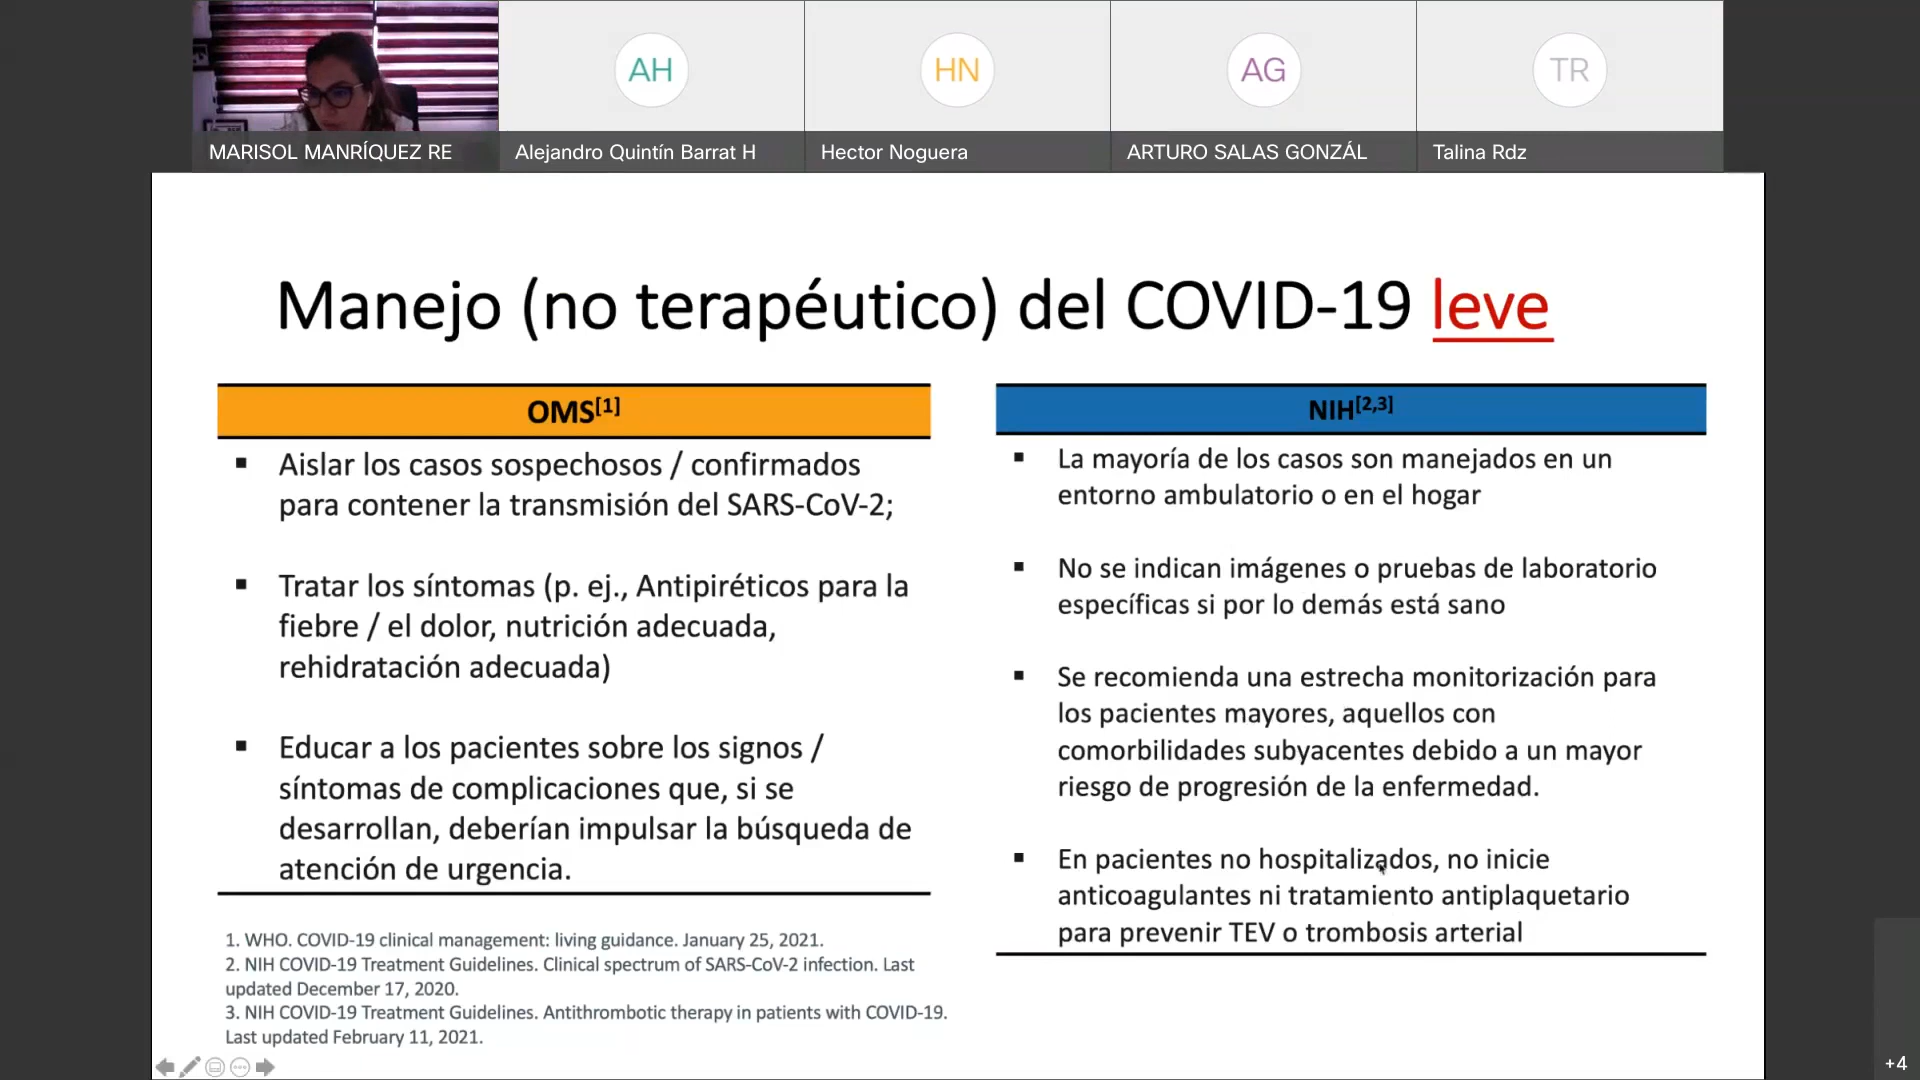 AH
HN
AG
TR
MARISOL MANRÍQUEZ RE
Alejandro Quintín Barrat H
Hector Noguera
ARTURO SALAS GONZÁL
Talina Rdz
Manejo (no terapéutico) del COVID-19 leve
OMS[1]
▪ Aislar los casos sospechosos / confirmados
para contener la transmisión del SARS-CoV-2;
▪ Tratar los síntomas (p. ej., Antipiréticos para la
fiebre / el dolor, nutrición adecuada,
rehidratación adecuada)
▪ Educar a los pacientes sobre los signos /
síntomas de complicaciones que, si se
desarrollan, deberían impulsar la búsqueda de
atención de urgencia.
NIH[2,3]
▪ La mayoría de los casos son manejados en un
entorno ambulatorio o en el hogar
▪ No se indican imágenes o pruebas de laboratorio
específicas si por lo demás está sano
▪ Se recomienda una estrecha monitorización para
los pacientes mayores, aquellos con
comorbilidades subyacentes debido a un mayor
riesgo de progresión de la enfermedad.
▪ En pacientes no hospitalizados, no inicie
anticoagulantes ni tratamiento antiplaquetario
para prevenir TEV o trombosis arterial
1. WHO. COVID-19 clinical management: living guidance. January 25, 2021.
2. NIH COVID-19 Treatment Guidelines. Clinical spectrum of SARS-CoV-2 infection. Last
updated December 17, 2020.
3. NIH COVID-19 Treatment Guidelines. Antithrombotic therapy in patients with COVID-19.
Last updated February 11, 2021.
+4